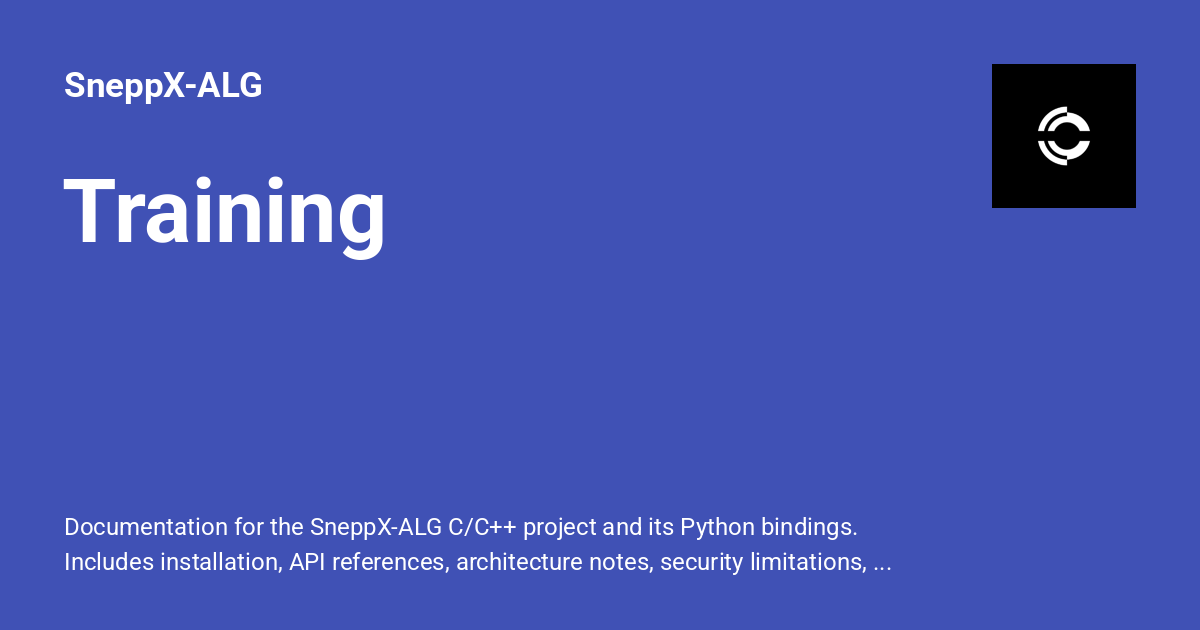 SneppX-ALG
Training
Documentation for the SneppX-ALG C/C++ project and its Python bindings.
Includes installation, API references, architecture notes, security limitations, ...